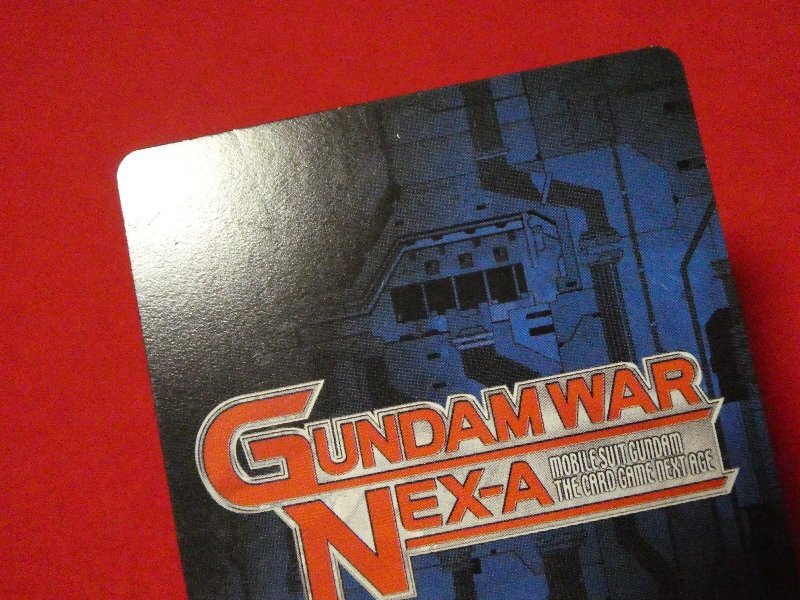 GUNDAM WAR
NEX-A
MOBILE SUIT GUNDAM
THE CARD GAME NEXT AGE